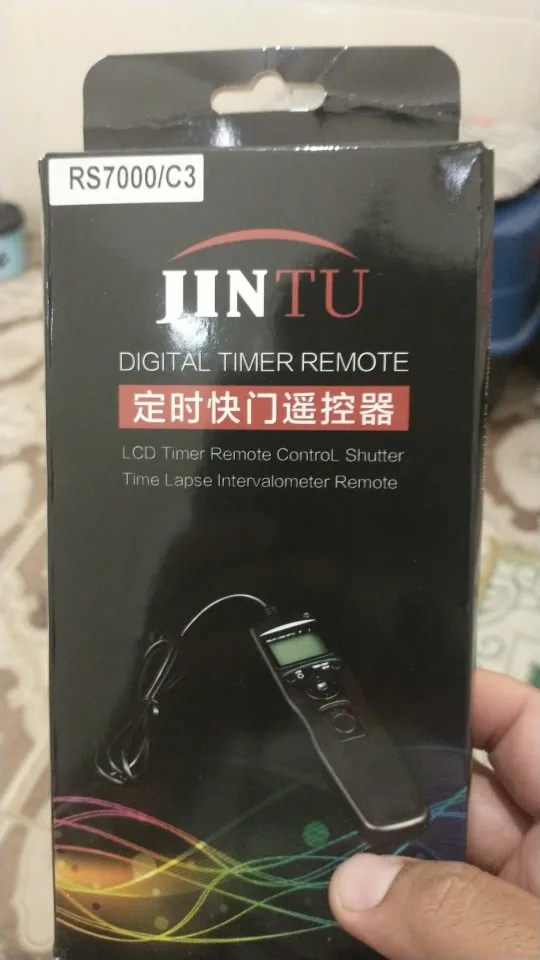 RS7000/C3
JINTU
DIGITAL TIMER REMOTE
定时快门遥控器
LCD Timer Remote ControL Shutter
Time Lapse Intervalometer Remote